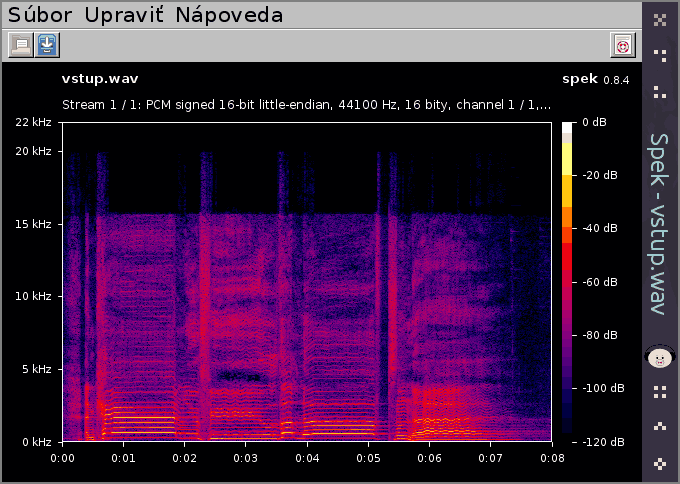 Súbor Upraviť Nápoveda
vstup.wav
spek 0.8.4
Stream 1 / 1: PCM signed 16-bit little-endian, 44100 Hz, 16 bity, channel 1 / 1,...
22 kHz
20 kHz
15 kHz
10 kHz
5 kHz
0 kHz
0:00 0:01 0:02 0:03 0:04 0:05 0:06 0:07 0:08
0 dB
-20 dB
-40 dB
-60 dB
-80 dB
-100 dB
-120 dB
Spek - vstup.wav